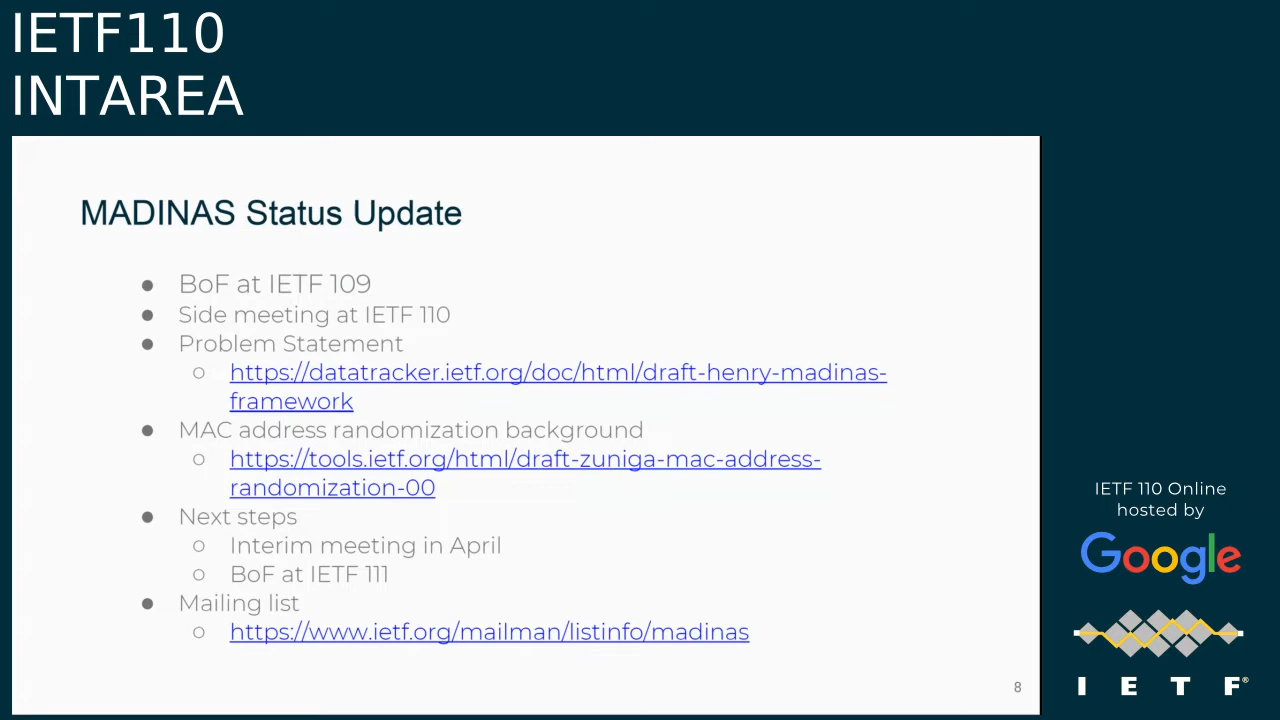 IETF110
INTAREA
MADINAS Status Update
● BoF at IETF 109
● Side meeting at IETF 110
● Problem Statement
○ https://datatracker.ietf.org/doc/html/draft-henry-madinas-
framework
● MAC address randomization background
○ https://tools.ietf.org/html/draft-zuniga-mac-address-
randomization-00
● Next steps
○ Interim meeting in April
○ BoF at IETF 111
● Mailing list
○ https://www.ietf.org/mailman/listinfo/madinas
8
IETF 110 Online
hosted by
Google
I E T F®